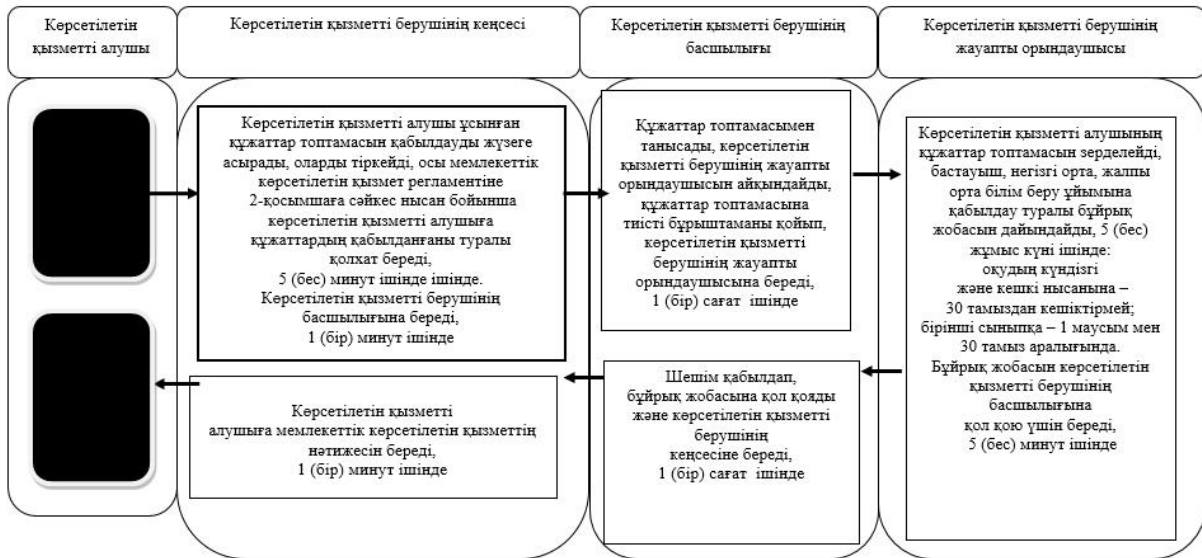 Көрсетілетін
қызметті алушы
Көрсетілетін қызметті берушінің кеңсесі
Көрсетілетін қызметті берушінің
басшылығы
Көрсетілетін қызметті берушінің
жауапты орындаушысы
Көрсетілетін қызметті алушы ұсынған
құжаттар топтамасын қабылдауды жүзеге
асырады, оларды тіркейді, осы мемлекеттік
көрсетілетін қызмет регламентіне
2-қосымшаға сәйкес нысан бойынша
көрсетілетін қызметті алушыға
құжаттардың қабылданғаны туралы
қолхат береді,
5 (бес) минут ішінде ішінде.
Көрсетілетін қызметті берушінің
басшылығына береді,
1 (бір) минут ішінде
Құжаттар топтамасымен
танысады, көрсетілетін
қызметті берушінің жауапты
орындаушысын айқындайды,
құжаттар топтамасына
тиісті бұрыштаманы қойып,
көрсетілетін қызметті
берушінің жауапты
орындаушысына береді,
1 (бір) сағат ішінде
Көрсетілетін қызметті алушының
құжаттар топтамасын зерделейді,
бастауыш, негізгі орта, жалпы
орта білім беру ұйымына
қабылдау туралы бұйрық
жобасын дайындайды, 5 (бес)
жұмыс күні ішінде:
оқудың күндізгі
және кешкі нысанына –
30 тамыздан кешіктірмей;
бірінші сыныпқа – 1 маусым мен
30 тамыз аралығында.
Бұйрық жобасын көрсетілетін
қызметті берушінің
басшылығына
қол қою үшін береді,
5 (бес) минут ішінде
Шешім қабылдап,
бұйрық жобасына қол қояды
және көрсетілетін қызметті
берушінің
кеңсесіне береді,
1 (бір) сағат ішінде
Көрсетілетін қызметті
алушыға мемлекеттік көрсетілетін қызметтің
нәтижесін береді,
1 (бір) минут ішінде